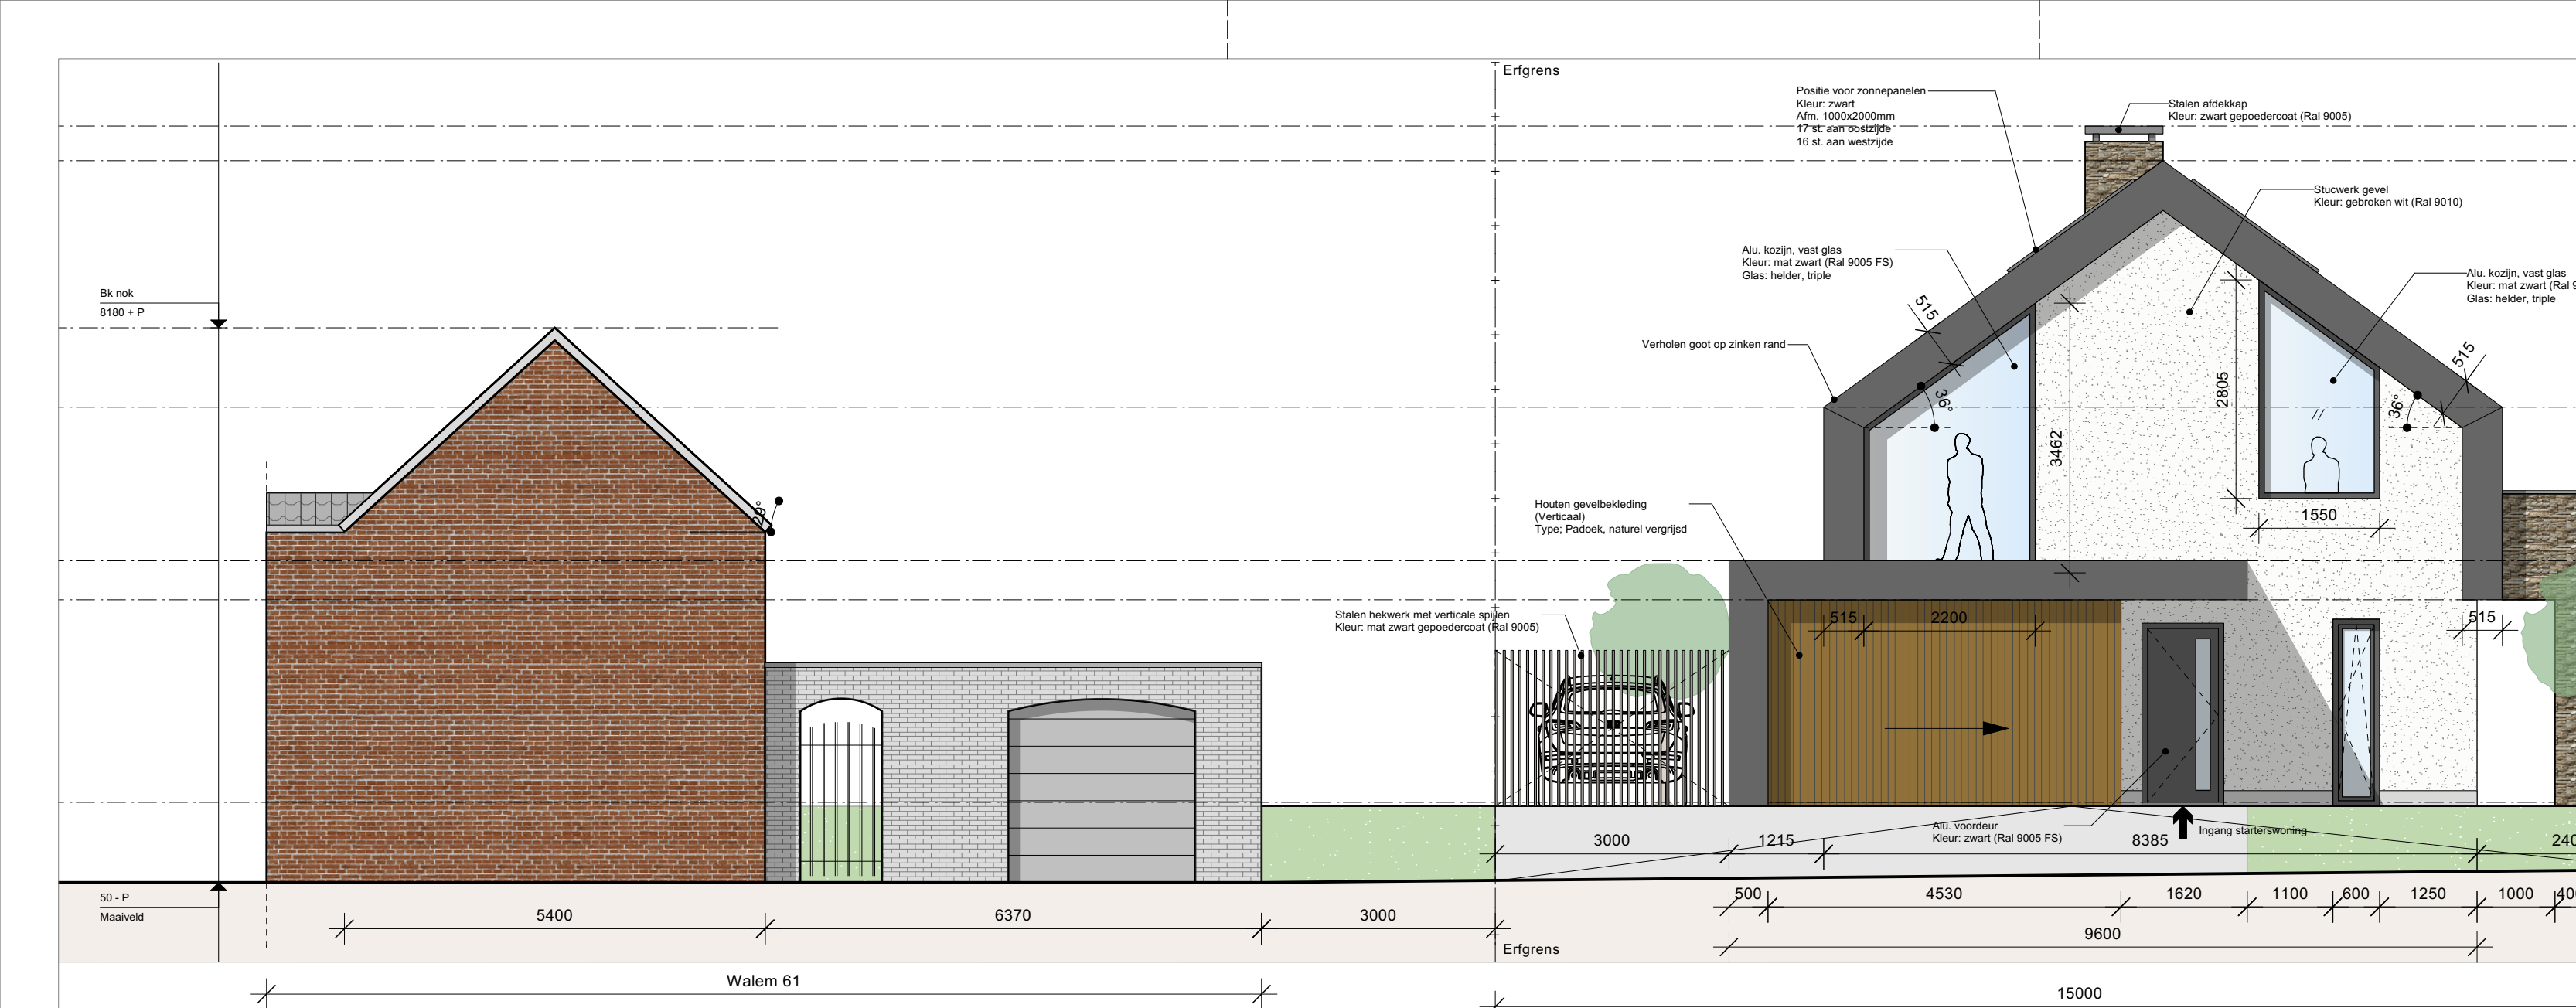 Erfgrens
Positie voor zonnepanelen
Kleur: zwart
Afm. 1000x2000mm
17 st. aan oostzijde
16 st. aan westzijde
Stalen afdekkap
Kleur: zwart gepoedercoat (Ral 9005)
Stucwerk gevel
Kleur: gebroken wit (Ral 9010)
Alu. kozijn, vast glas
Kleur: mat zwart (Ral 9005 FS)
Glas: helder, triple
Alu. kozijn, vast glas
Kleur: mat zwart (Ral
Glas: helder, triple
Bk nok
8180 + P
515
Verholen goot op zinken rand
515
36°
36°
2805
3462
29°
Houten gevelbekleding
(Verticaal)
Type; Padoek, naturel vergrijsd
1550
Stalen hekwerk met verticale spijlen
Kleur: mat zwart gepoedercoat (Ral 9005)
515
2200
515
Alu. voordeur
Kleur: zwart (Ral 9005 FS)
Ingang starterswoning
3000
1215
8385
50 - P
Maaiveld
500
4530
1620
1100
600
1250
1000
5400
6370
3000
9600
Erfgrens
Walem 61
15000